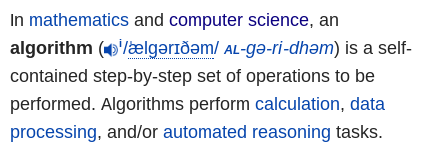 In mathematics and computer science, an
algorithm (i/ælgərɪðəm/ AL-gə-ri-dhəm) is a self-
contained step-by-step set of operations to be
performed. Algorithms perform calculation, data
processing, and/or automated reasoning tasks.